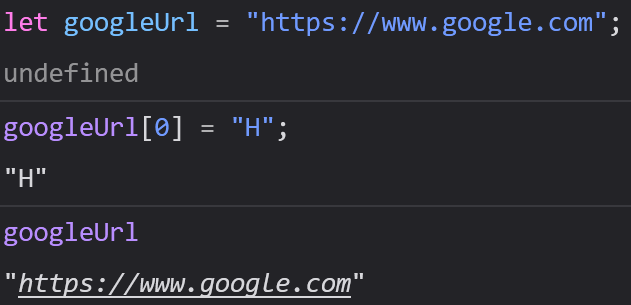 let googleUrl = "https://www.google.com";
undefined
googleUrl[0] = "H";
"H"
googleUrl
"https://www.google.com"